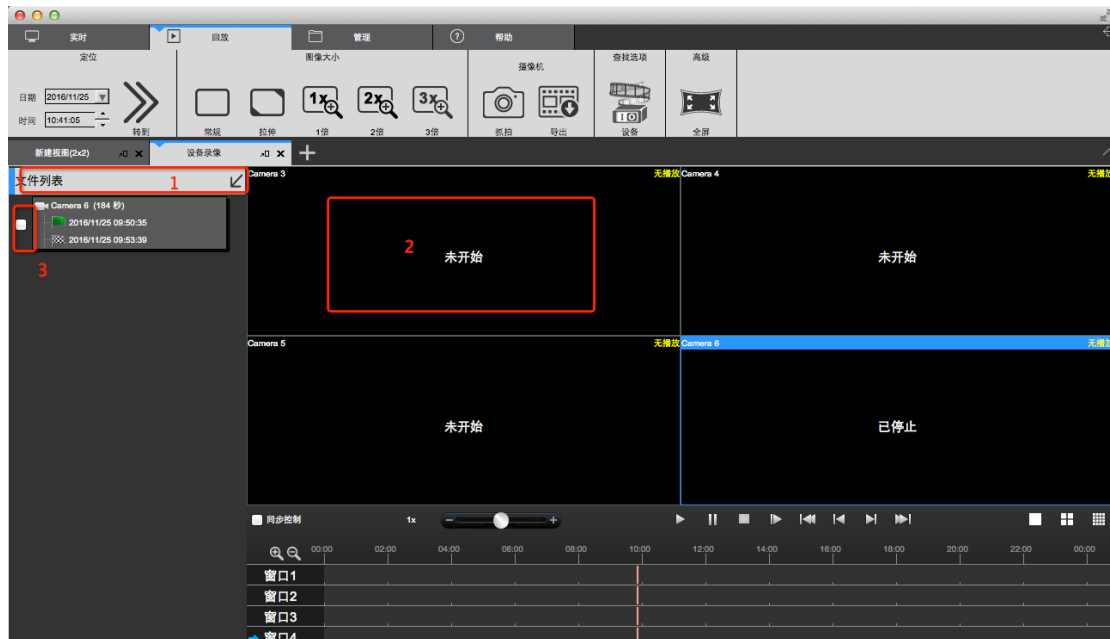 实时 回放 管理 帮助
定位 图像大小 摄像机 查找选项 高级
日期 2016/11/25
时间 10:41:05
转到 常规 拉伸 1倍 2倍 3倍 抓拍 导出 设备 全屏
1x 2x 3x
新建视图(2x2) 设备录像
文件列表 1
Camera 6 (184 秒)
2016/11/25 09:50:35
2016/11/25 09:53:39
3
Camera 3 无播放
2
未开始
Camera 4 无播放
未开始
Camera 5 无播放
未开始
Camera 6 无播放
已停止
同步控制 1x
00:00 02:00 04:00 06:00 08:00 10:00 12:00 14:00 16:00 18:00 20:00 22:00 00:00
窗口1
窗口2
窗口3
窗口4